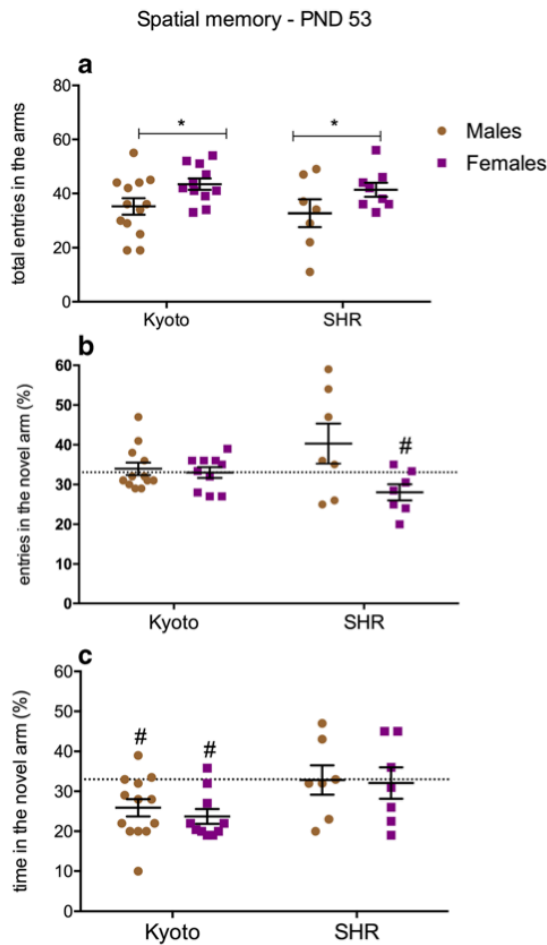 Spatial memory - PND 53
a
total entries in the arms
80
60
40
20
0
*
*
Kyoto
SHR
Males
Females
b
entries in the novel arm (%)
60
50
40
30
20
10
0
#
Kyoto
SHR
c
time in the novel arm (%)
60
50
40
30
20
10
0
#
#
Kyoto
SHR